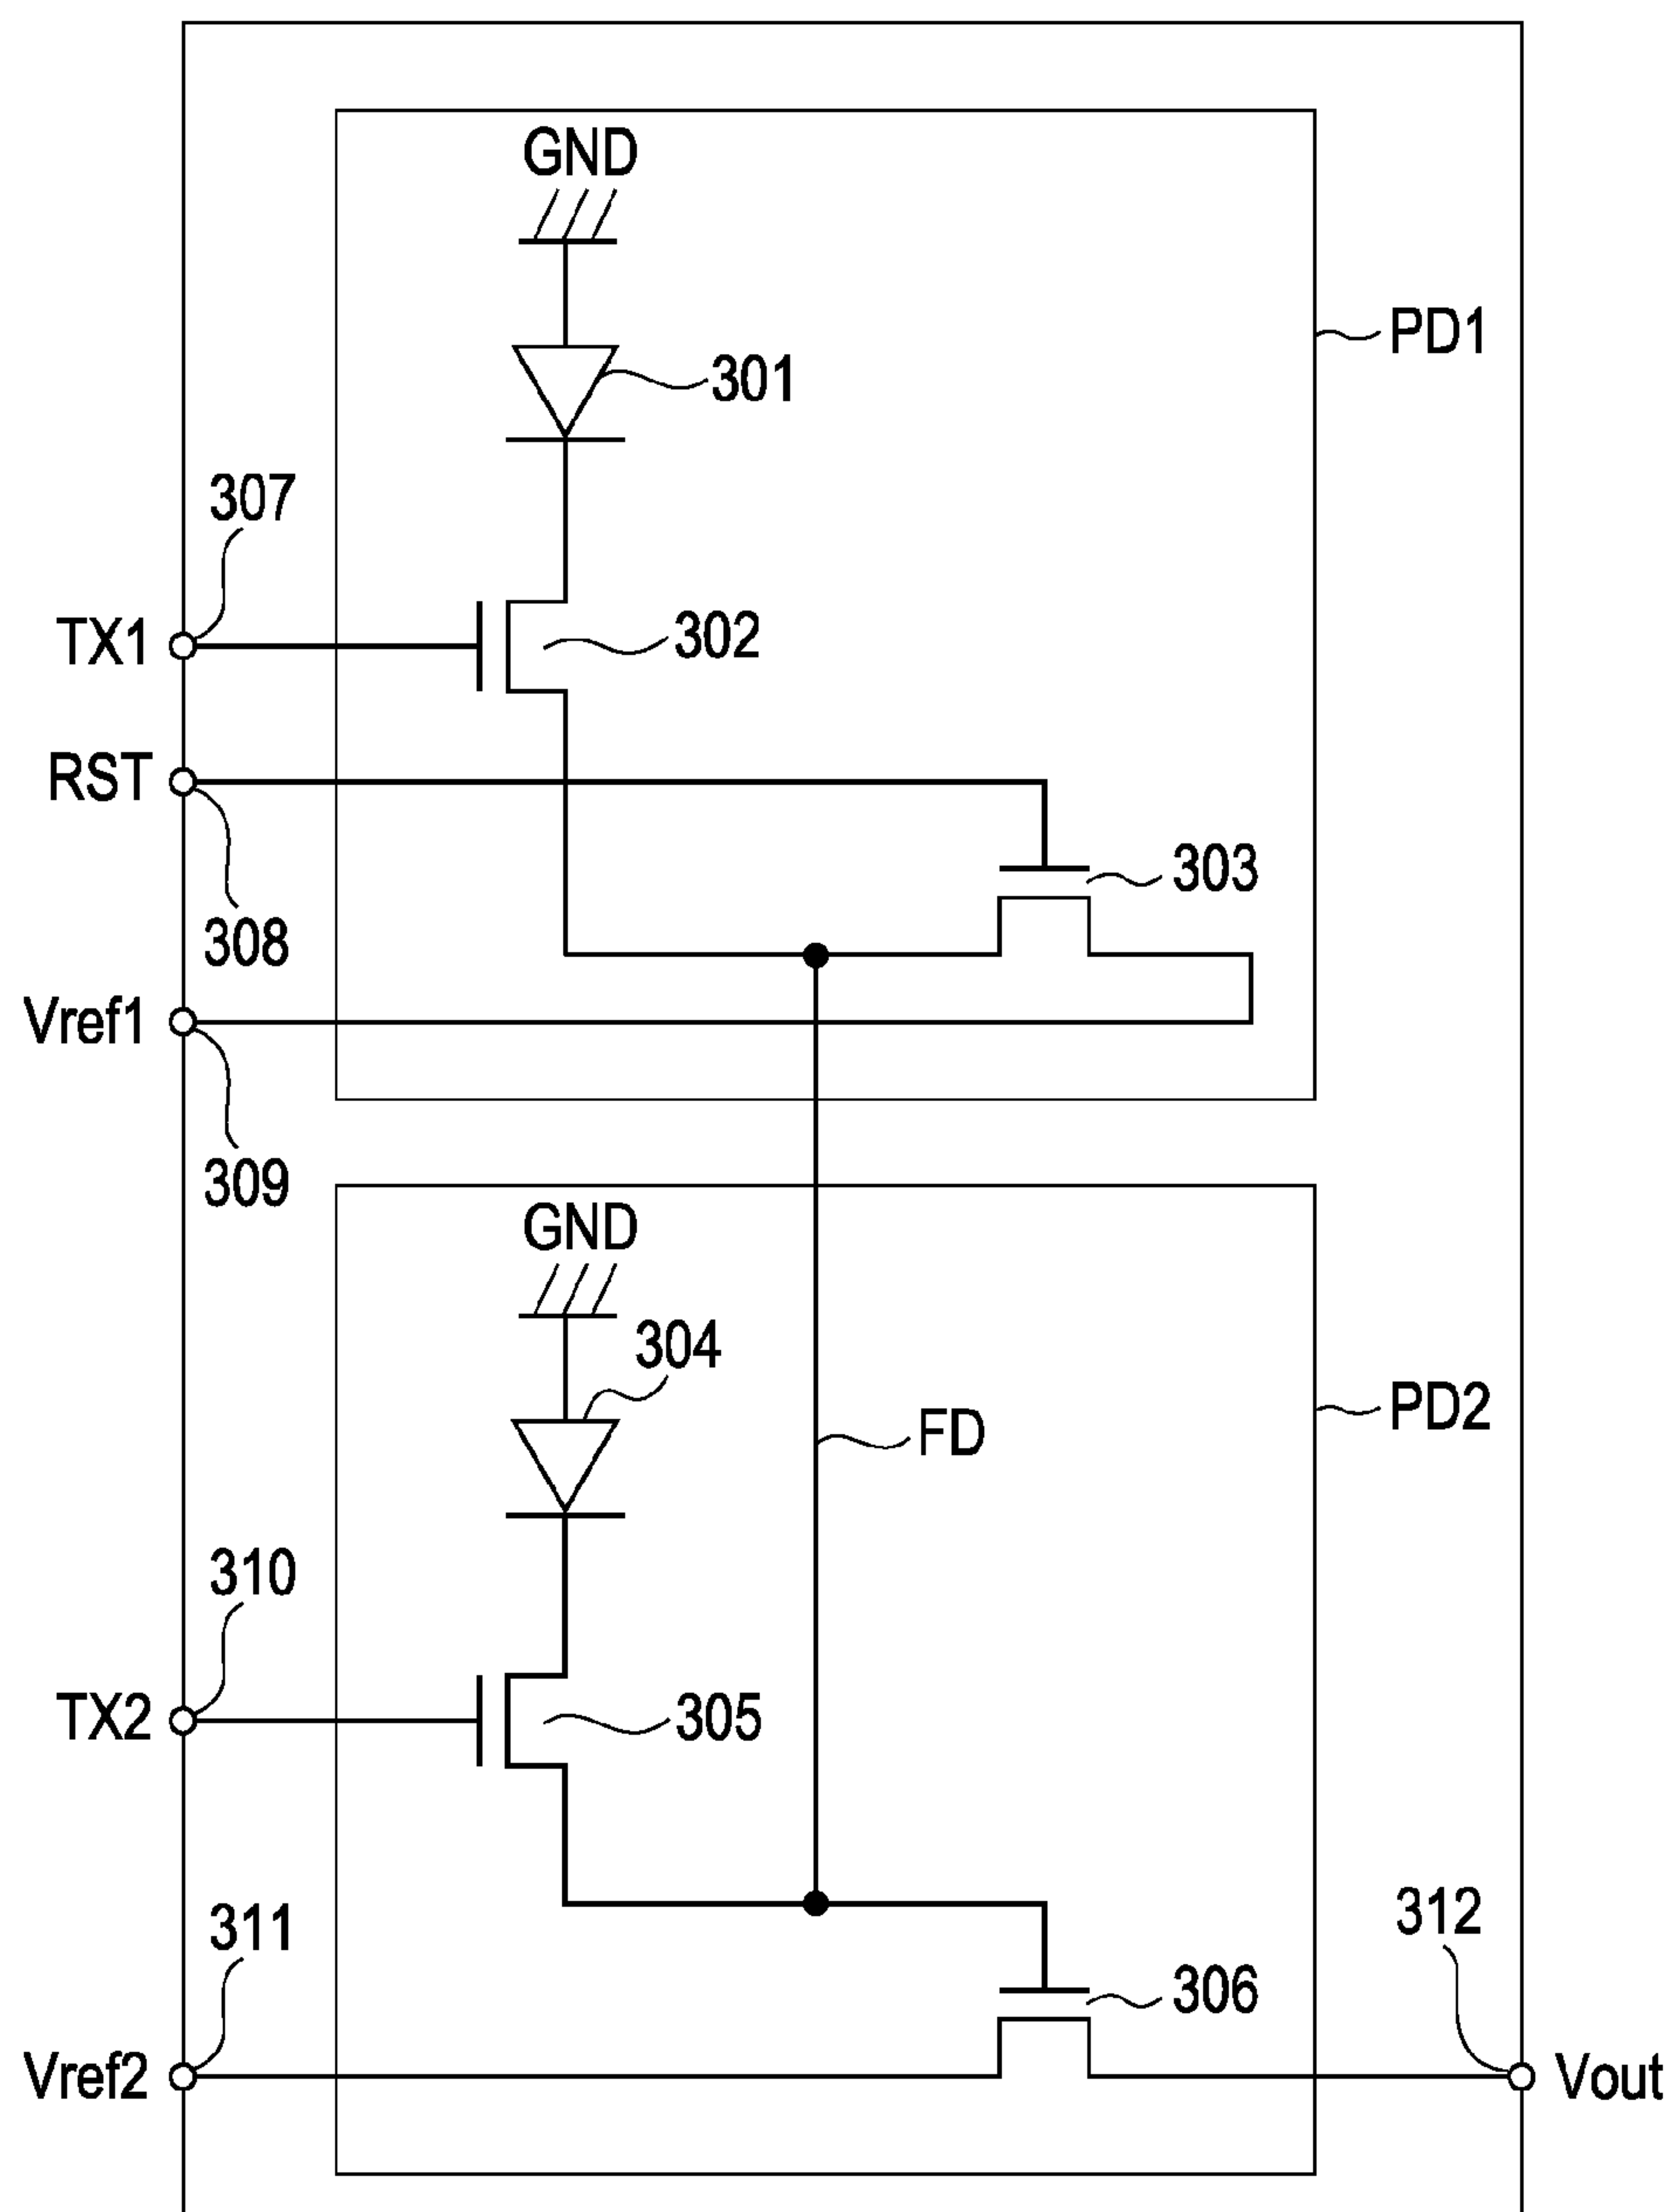 GND
PD1
301
307
TX1
302
RST
303
308
Vref1
309
GND
304
PD2
FD
310
TX2
305
311
312
306
Vref2
Vout